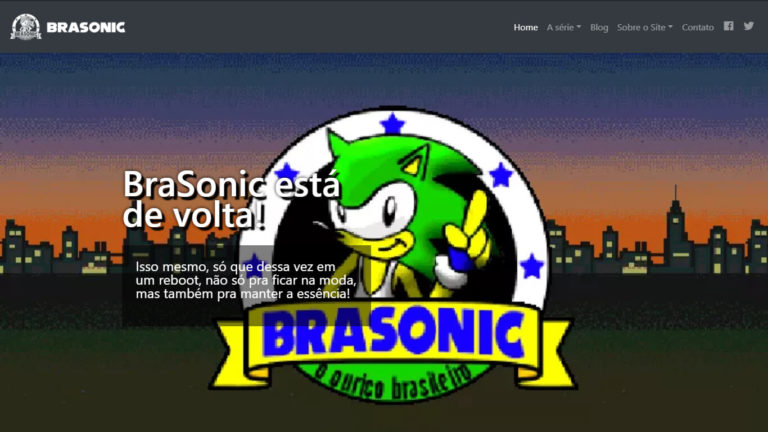 BRASONIC
Home A série Blog Sobre o Site Contato
BraSonic está
de volta!
Isso mesmo, só que dessa vez em
um reboot, não só pra ficar na moda,
mas também pra manter a essência!
BRASONIC
o ouriço brasileiro